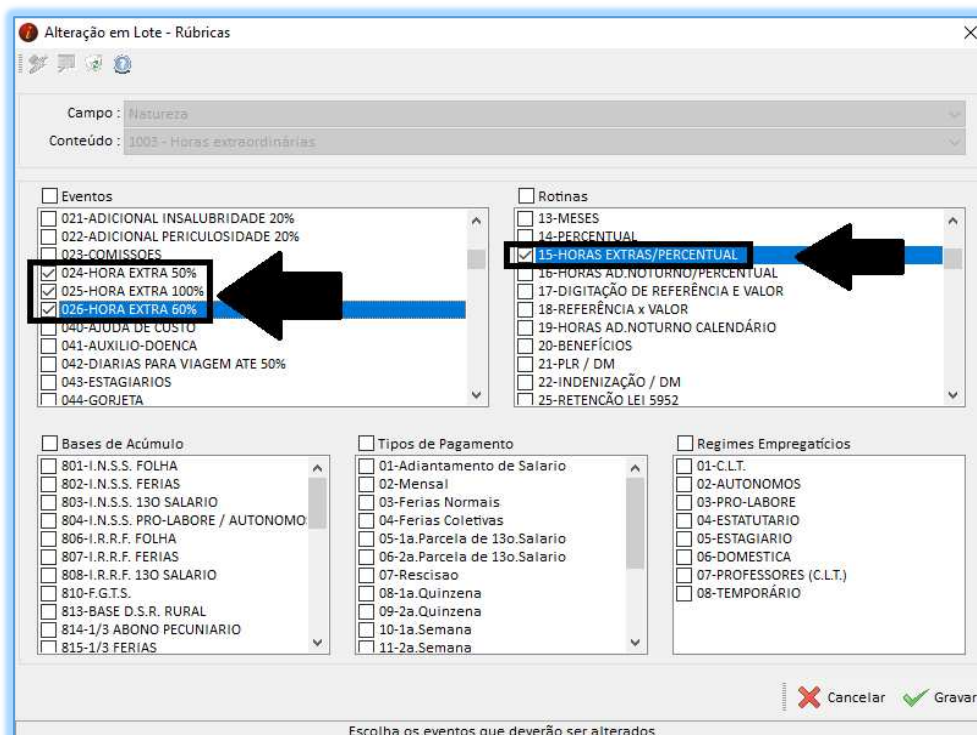 Alteração em Lote - Rúbricas
Campo : Natureza
Conteúdo : 1003 - Horas extraordinárias
Eventos
021-ADICIONAL INSALUBRIDADE 20%
022-ADICIONAL PERICULOSIDADE 20%
023-COMISSOES
024-HORA EXTRA 50%
025-HORA EXTRA 100%
026-HORA EXTRA 60%
040-AJUDA DE CUSTO
041-AUXILIO-DOENCA
042-DIARIAS PARA VIAGEM ATE 50%
043-ESTAGIARIOS
044-GORJETA
Rotinas
13-MESES
14-PERCENTUAL
15-HORAS EXTRAS/PERCENTUAL
16-HORAS AD.NOTURNO/PERCENTUAL
17-DIGITAÇÃO DE REFERÊNCIA E VALOR
18-REFERÊNCIA x VALOR
19-HORAS AD.NOTURNO CALENDÁRIO
20-BENEFÍCIOS
21-PLR / DM
22-INDENIZAÇÃO / DM
25-RETENÇÃO LEI 5952
Bases de Acúmulo
801-I.N.S.S. FOLHA
802-I.N.S.S. FERIAS
803-I.N.S.S. 13O SALARIO
804-I.N.S.S. PRO-LABORE / AUTONOMO
806-I.R.R.F. FOLHA
807-I.R.R.F. FERIAS
808-I.R.R.F. 13O SALARIO
810-F.G.T.S.
813-BASE D.S.R. RURAL
814-1/3 ABONO PECUNIARIO
815-1/3 FERIAS
Tipos de Pagamento
01-Adiantamento de Salario
02-Mensal
03-Ferias Normais
04-Ferias Coletivas
05-1a.Parcela de 13o.Salario
06-2a.Parcela de 13o.Salario
07-Rescisao
08-1a.Quinzena
09-2a.Quinzena
10-1a.Semana
11-2a.Semana
Regimes Empregatícios
01-C.L.T.
02-AUTONOMOS
03-PRO-LABORE
04-ESTATUTARIO
05-ESTAGIARIO
06-DOMESTICA
07-PROFESSORES (C.L.T.)
08-TEMPORÁRIO
Cancelar Gravar
Escolha os eventos que deverão ser alterados